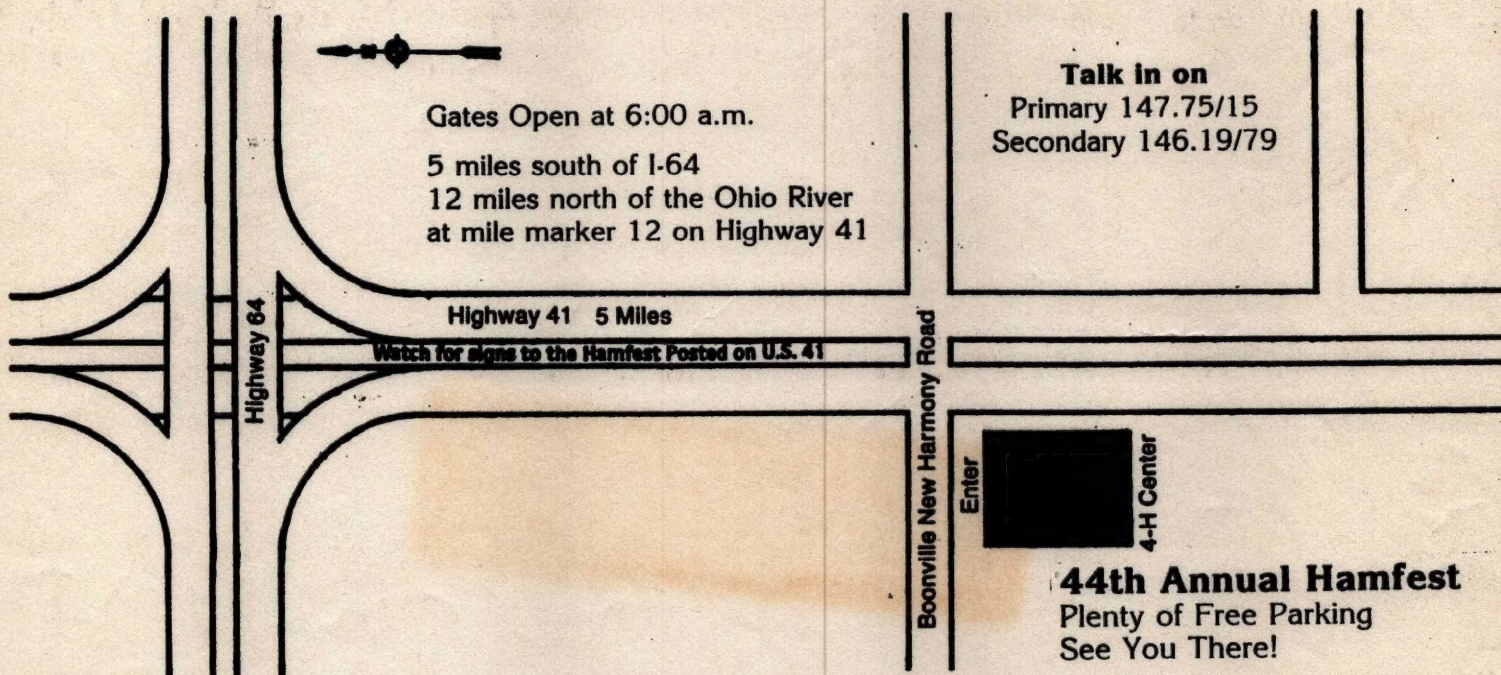 Gates Open at 6:00 a.m.
5 miles south of I-64
12 miles north of the Ohio River
at mile marker 12 on Highway 41
Talk in on
Primary 147.75/15
Secondary 146.19/79
Highway 64
Highway 41 5 Miles
Watch for signs to the Hamfest Posted on U.S. 41
Boonville New Harmony Road
Enter
4-H Center
44th Annual Hamfest
Plenty of Free Parking
See You There!